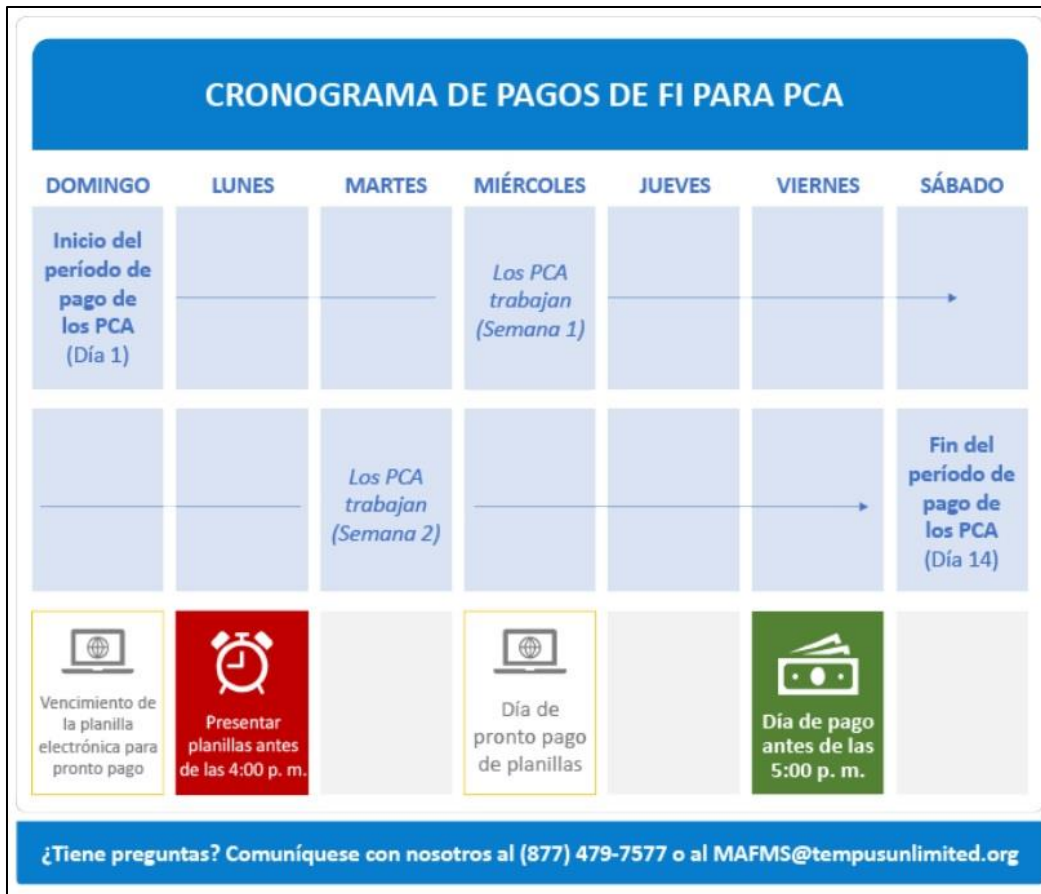 CRONOGRAMA DE PAGOS DE FI PARA PCA
DOMINGO
LUNES
MARTES
MIÉRCOLES
JUEVES
VIERNES
SÁBADO
Inicio del
período de
pago de
los PCA
(Día 1)
Los PCA
trabajan
(Semana 1)
Los PCA
trabajan
(Semana 2)
Fin del
período de
pago de
los PCA
(Día 14)
Vencimiento de
la planilla
electrónica para
pronto pago
Presentar
planillas antes
de las 4:00 p. m.
Día de
pronto pago
de planillas
Día de pago
antes de las
5:00 p. m.
¿Tiene preguntas? Comuníquese con nosotros al (877) 479-7577 o al MAFMS@tempusunlimited.org